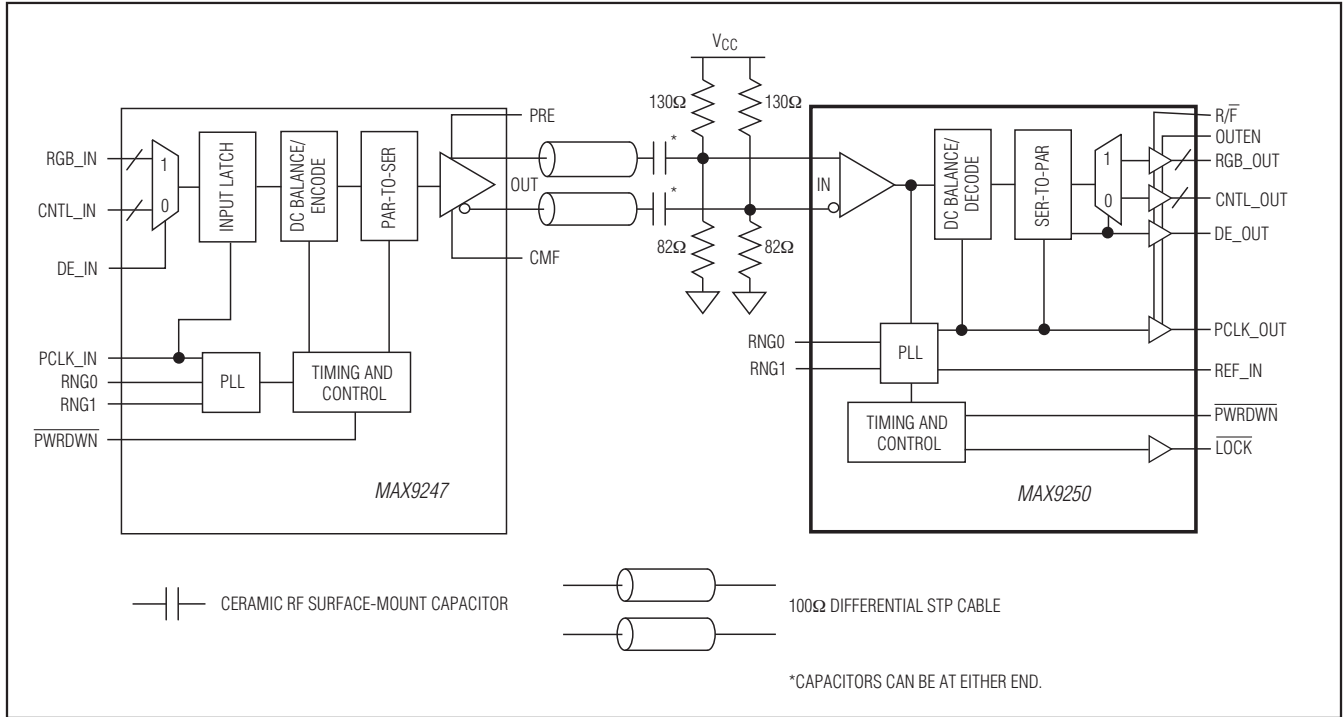 VCC
130Ω
130Ω
PRE
R/F̅
OUTEN
RGB_IN
1
INPUT LATCH
DC BALANCE/
ENCODE
PAR-TO-SER
*
OUT
IN
DC BALANCE/
DECODE
SER-TO-PAR
1
RGB_OUT
CNTL_IN
0
*
0
CNTL_OUT
DE_IN
CMF
82Ω
82Ω
DE_OUT
PCLK_IN
RNG0
RNG1
PLL
TIMING AND
CONTROL
P̅W̅R̅D̅W̅N̅
RNG0
RNG1
PLL
PCLK_OUT
REF_IN
TIMING AND
CONTROL
P̅W̅R̅D̅W̅N̅
L̅O̅C̅K̅
MAX9247
MAX9250
CERAMIC RF SURFACE-MOUNT CAPACITOR
100Ω DIFFERENTIAL STP CABLE
*CAPACITORS CAN BE AT EITHER END.